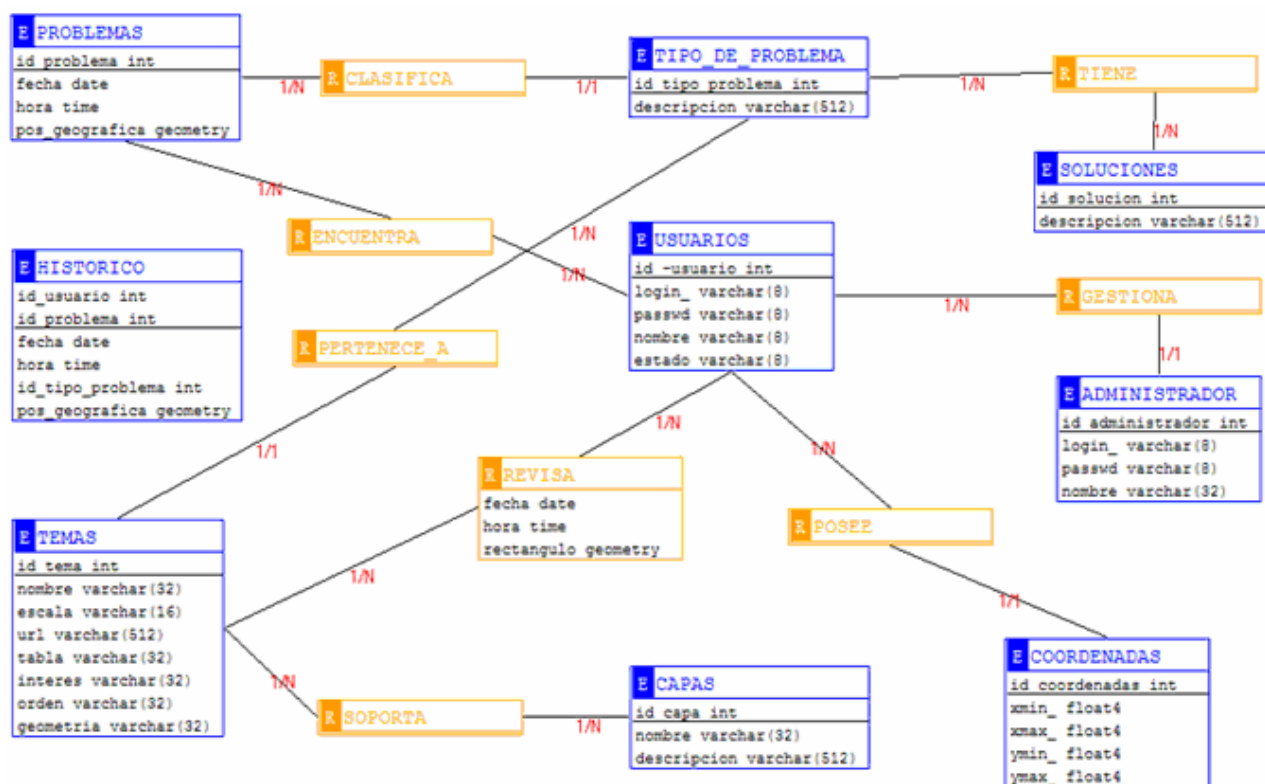 E PROBLEMAS
id problema int
fecha date
hora time
pos_geografica geometry
1/N
R CLASIFICA
1/1
E TIPO_DE_PROBLEMA
id tipo problema int
descripcion varchar(512)
1/N
R TIENE
1/N
E SOLUCIONES
id solucion int
descripcion varchar(512)
1/N
R ENCUENTRA
1/N
1/N
E HISTORICO
id_usuario int
id problema int
fecha date
hora time
id_tipo_problema int
pos_geografica geometry
E USUARIOS
id -usuario int
login_ varchar(8)
passwd varchar(8)
nombre varchar(8)
estado varchar(8)
1/N
R GESTIONA
1/1
R PERTENECE_A
1/1
E ADMINISTRADOR
id administrador int
login_ varchar(8)
passwd varchar(8)
nombre varchar(32)
1/N
1/N
R REVISA
fecha date
hora time
rectangulo geometry
R POSEE
1/1
E TEMAS
id tema int
nombre varchar(32)
escala varchar(16)
url varchar(512)
tabla varchar(32)
interes varchar(32)
orden varchar(32)
geometria varchar(32)
1/N
1/N
R SOPORTA
1/N
E CAPAS
id capa int
nombre varchar(32)
descripcion varchar(512)
E COORDENADAS
id coordenadas int
xmin_ float4
xmax_ float4
ymin_ float4
ymax_ float4